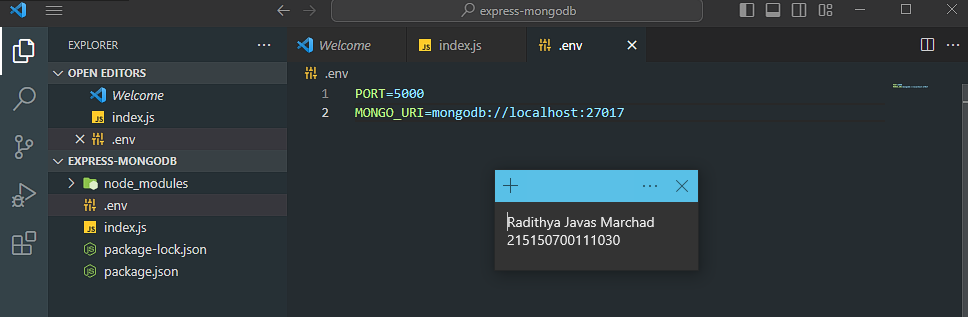 express-mongodb
EXPLORER
OPEN EDITORS
Welcome
index.js
.env
EXPRESS-MONGODB
node_modules
.env
index.js
package-lock.json
package.json
Welcome
index.js
.env
.env
1 PORT=5000
2 MONGO_URI=mongodb://localhost:27017
Radithya Javas Marchad
215150700111030